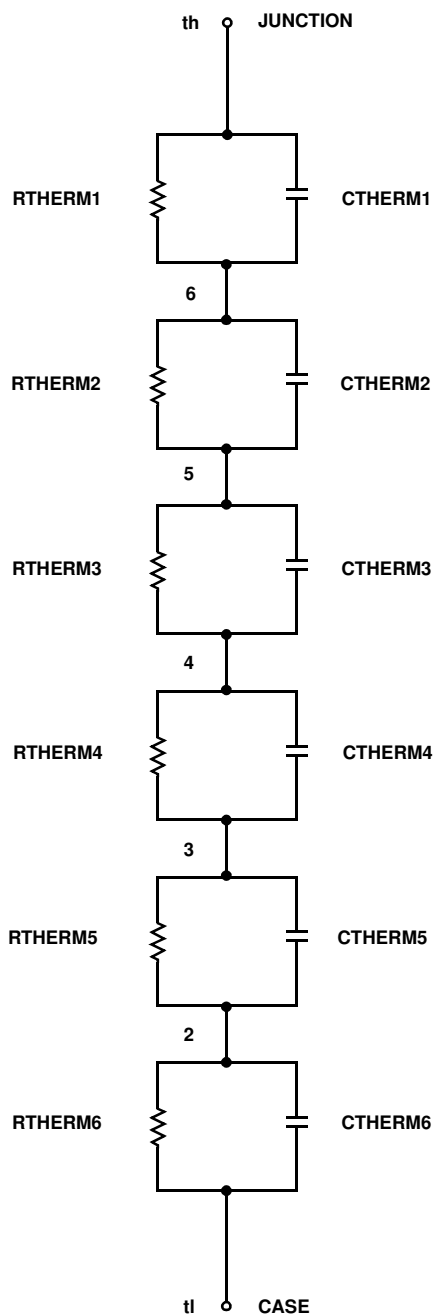 th JUNCTION
RTHERM1 CTHERM1
6
RTHERM2 CTHERM2
5
RTHERM3 CTHERM3
4
RTHERM4 CTHERM4
3
RTHERM5 CTHERM5
2
RTHERM6 CTHERM6
tl CASE